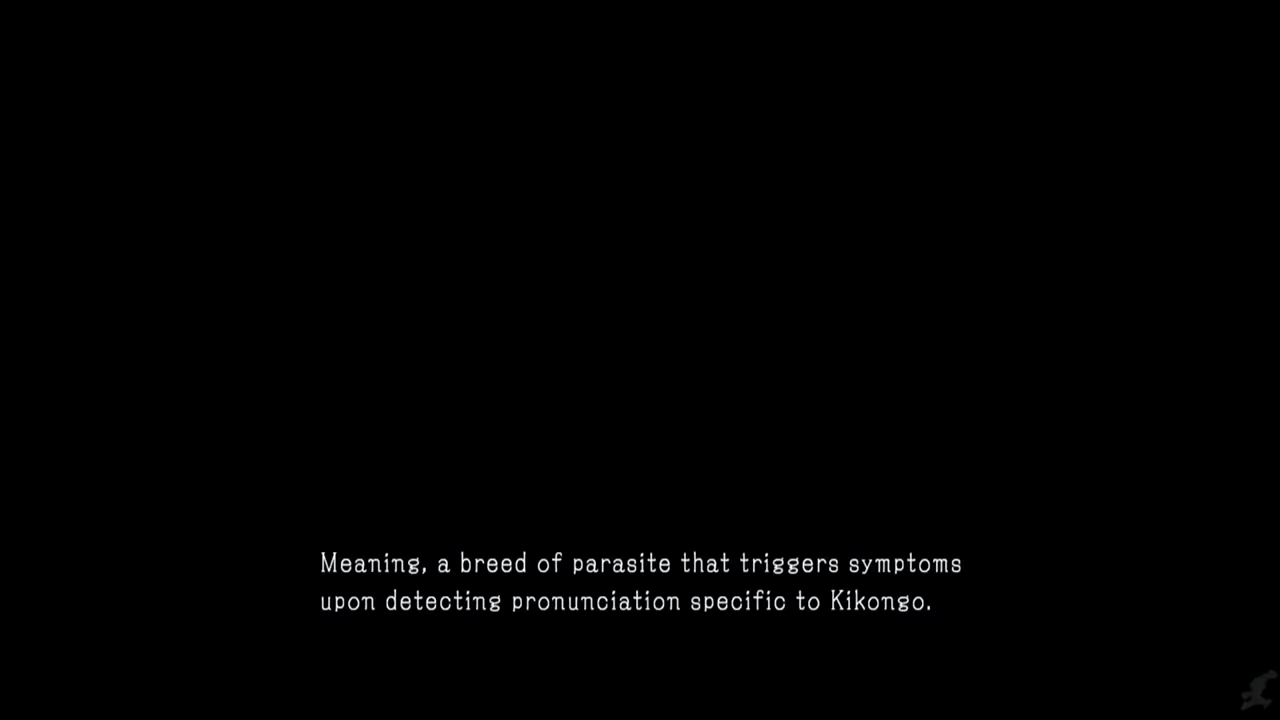 Meaning, a breed of parasite that triggers symptoms
upon detecting pronunciation specific to Kikongo.